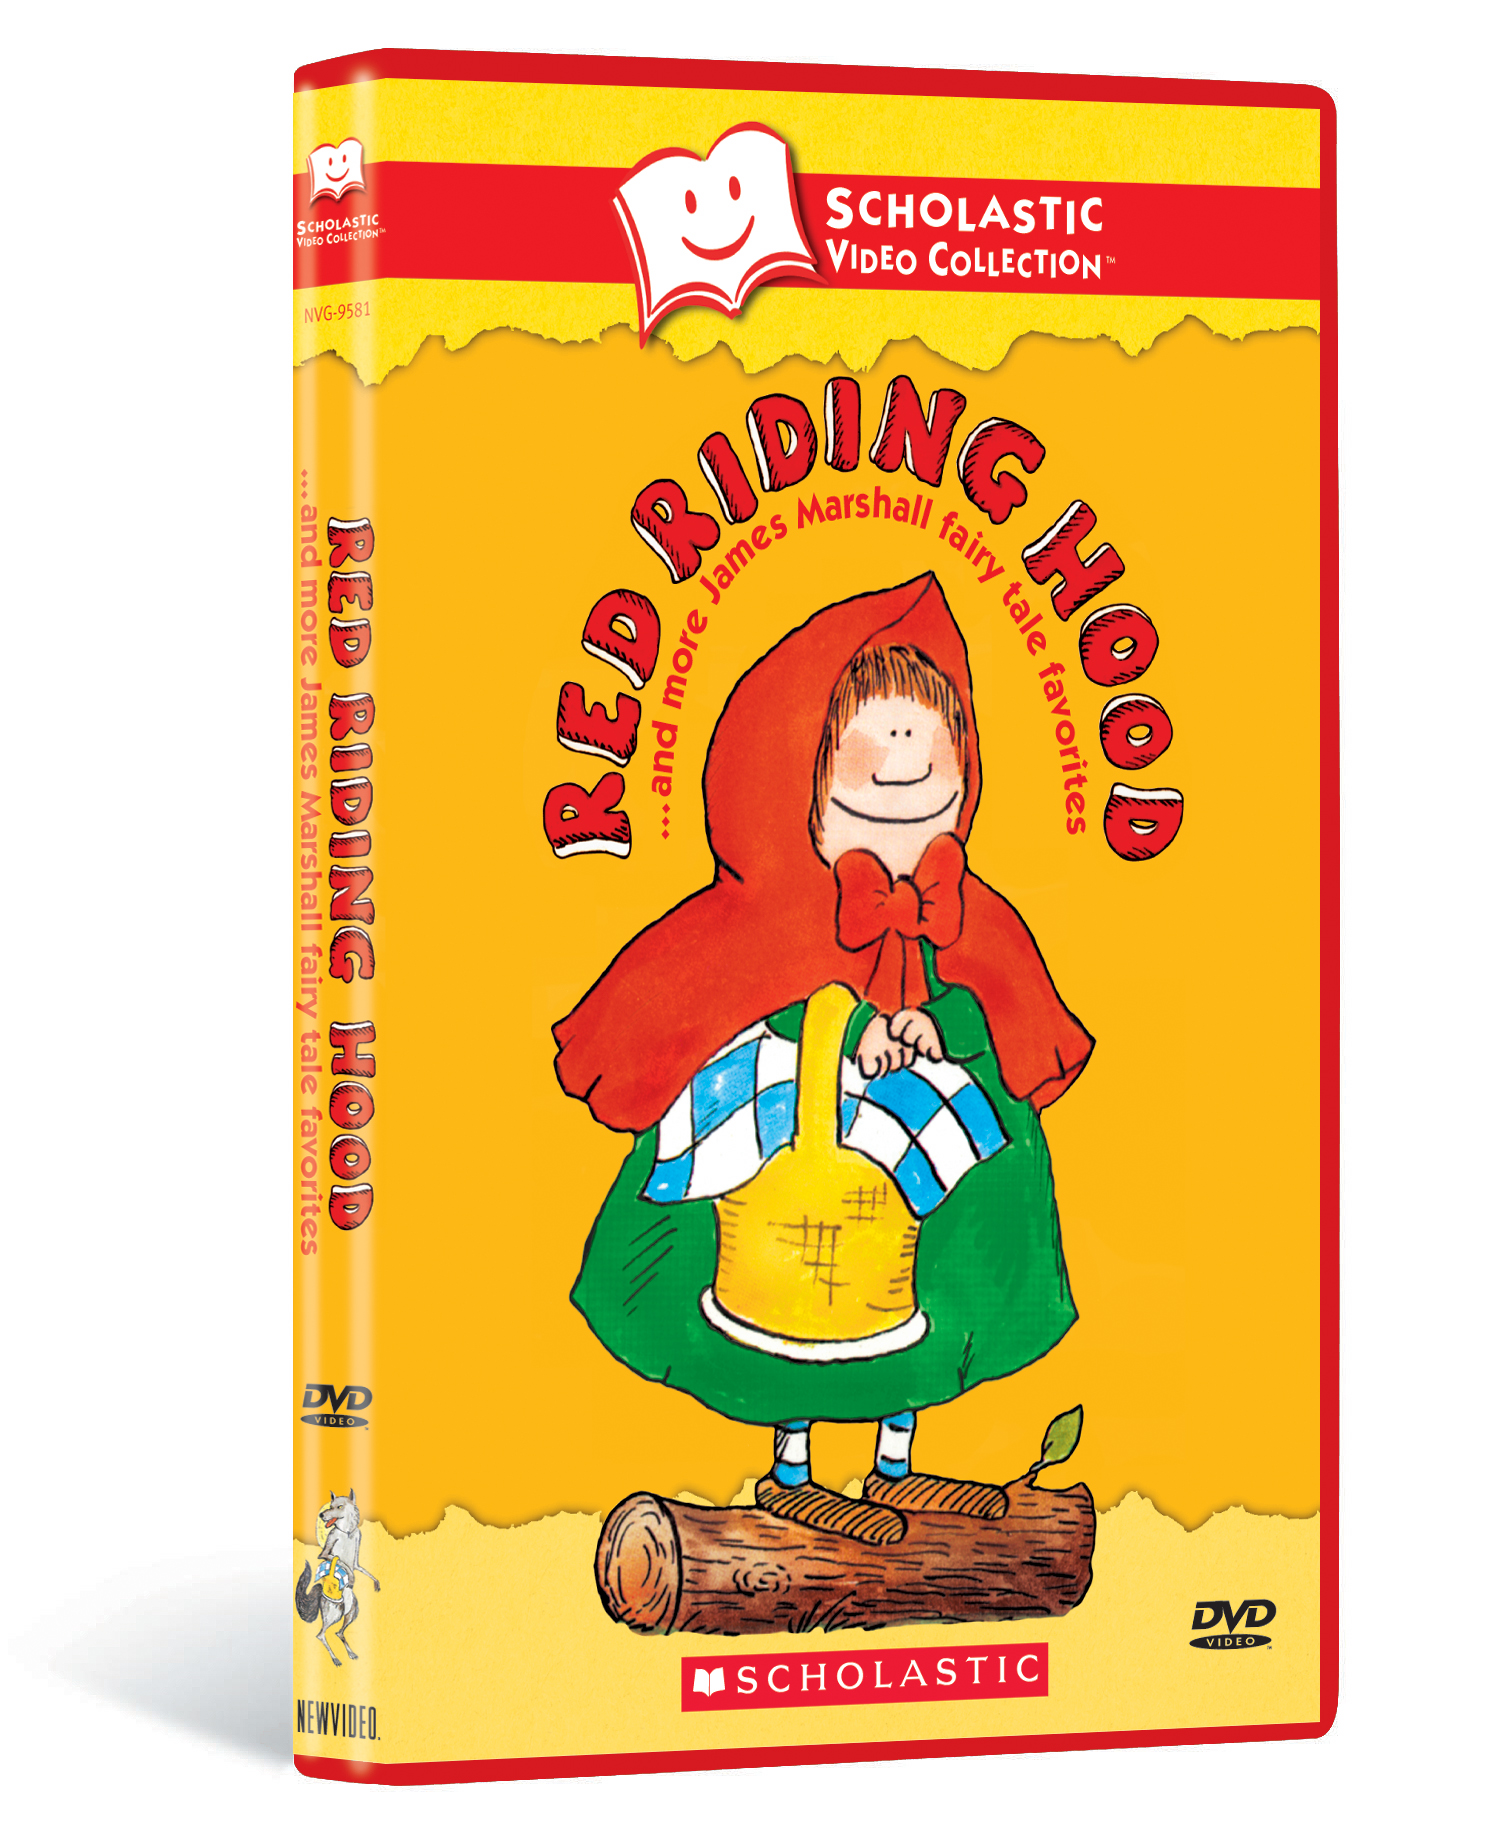 SCHOLASTIC
VIDEO COLLECTION™
NVG-9581
RED RIDING HOOD
....and more James Marshall fairy tale favorites
DVD
VIDEO
NEWVIDEO.
SCHOLASTIC
VIDEO COLLECTION™
RED RIDING HOOD
....and more James Marshall fairy tale favorites
DVD
VIDEO
SCHOLASTIC